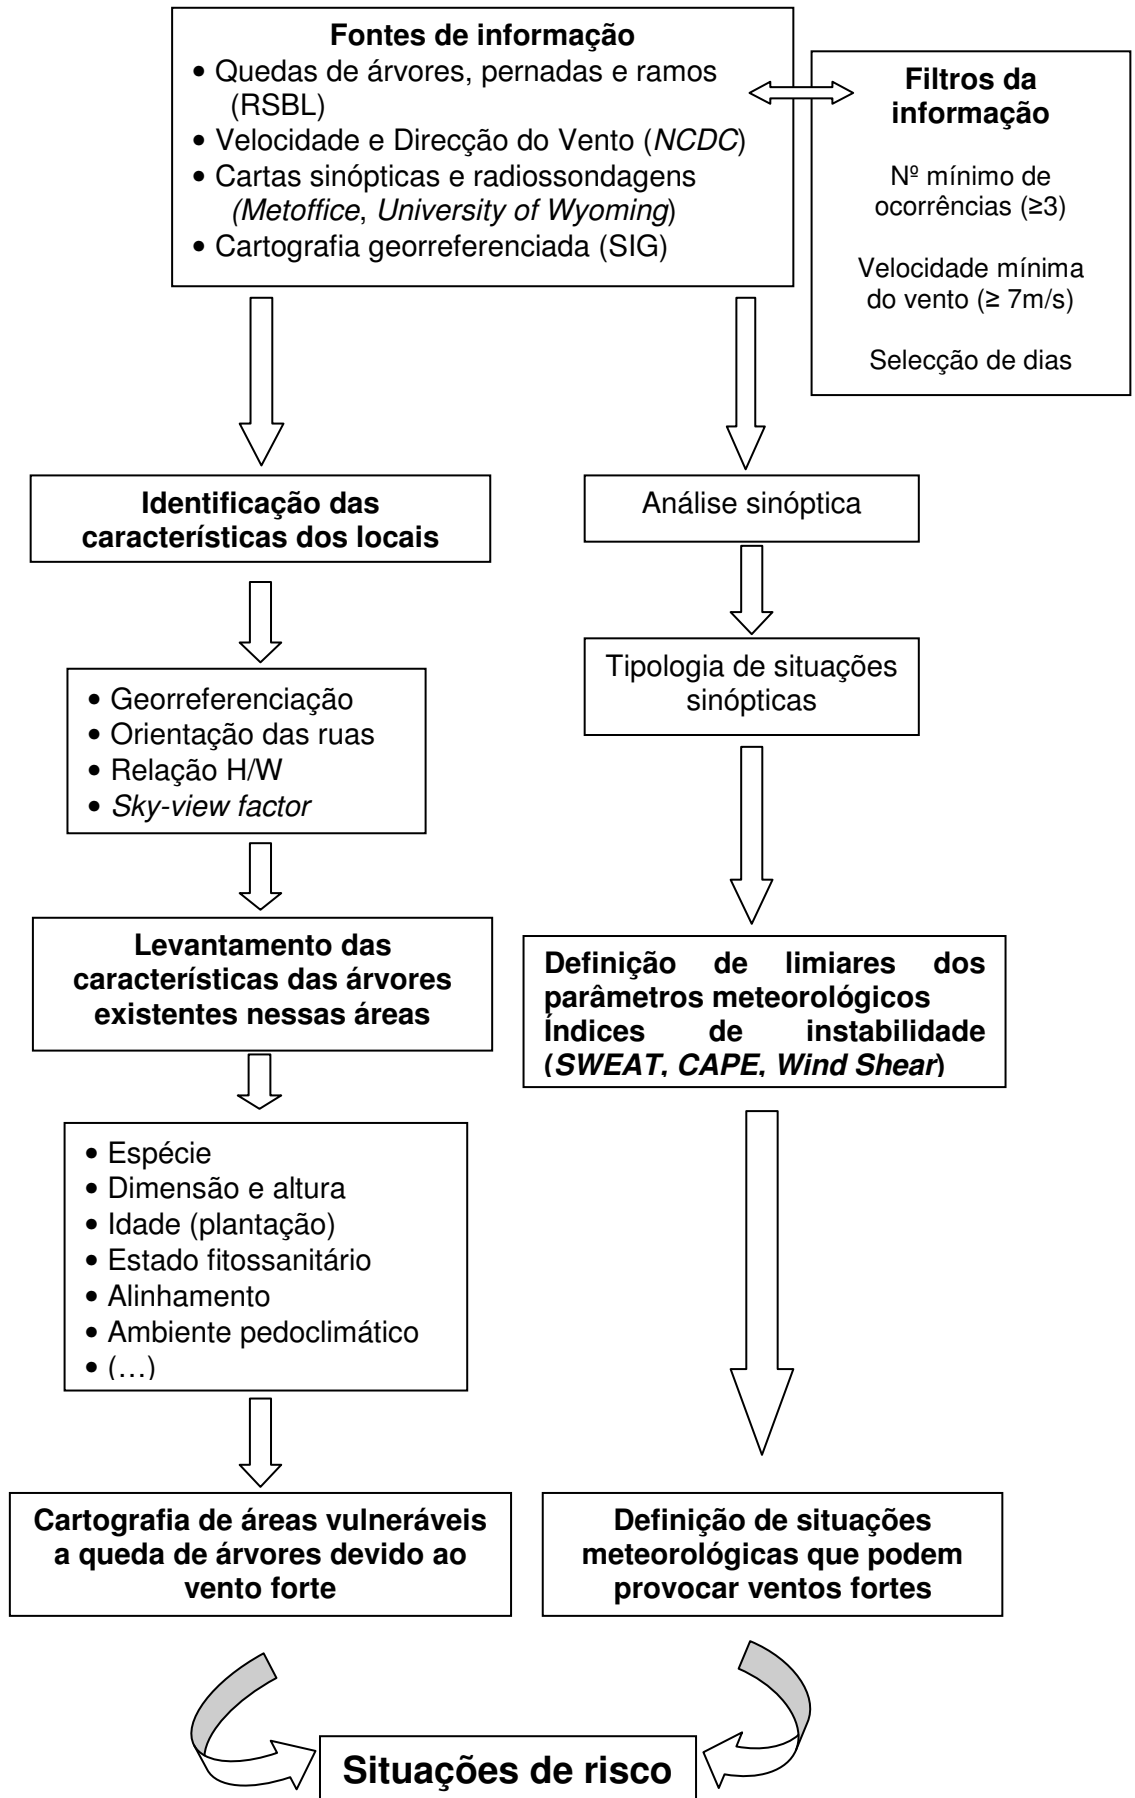 Fontes de informação
• Quedas de árvores, pernadas e ramos
(RSBL)
• Velocidade e Direcção do Vento (NCDC)
• Cartas sinópticas e radiossondagens
(Metoffice, University of Wyoming)
• Cartografia georreferenciada (SIG)
Filtros da
informação
Nº mínimo de
ocorrências (≥3)
Velocidade mínima
do vento (≥ 7m/s)
Selecção de dias
Identificação das
características dos locais
• Georreferenciação
• Orientação das ruas
• Relação H/W
• Sky-view factor
Levantamento das
características das árvores
existentes nessas áreas
• Espécie
• Dimensão e altura
• Idade (plantação)
• Estado fitossanitário
• Alinhamento
• Ambiente pedoclimático
• (…)
Cartografia de áreas vulneráveis
a queda de árvores devido ao
vento forte
Análise sinóptica
Tipologia de situações
sinópticas
Definição de limiares dos
parâmetros meteorológicos
Índices de instabilidade
(SWEAT, CAPE, Wind Shear)
Definição de situações
meteorológicas que podem
provocar ventos fortes
Situações de risco